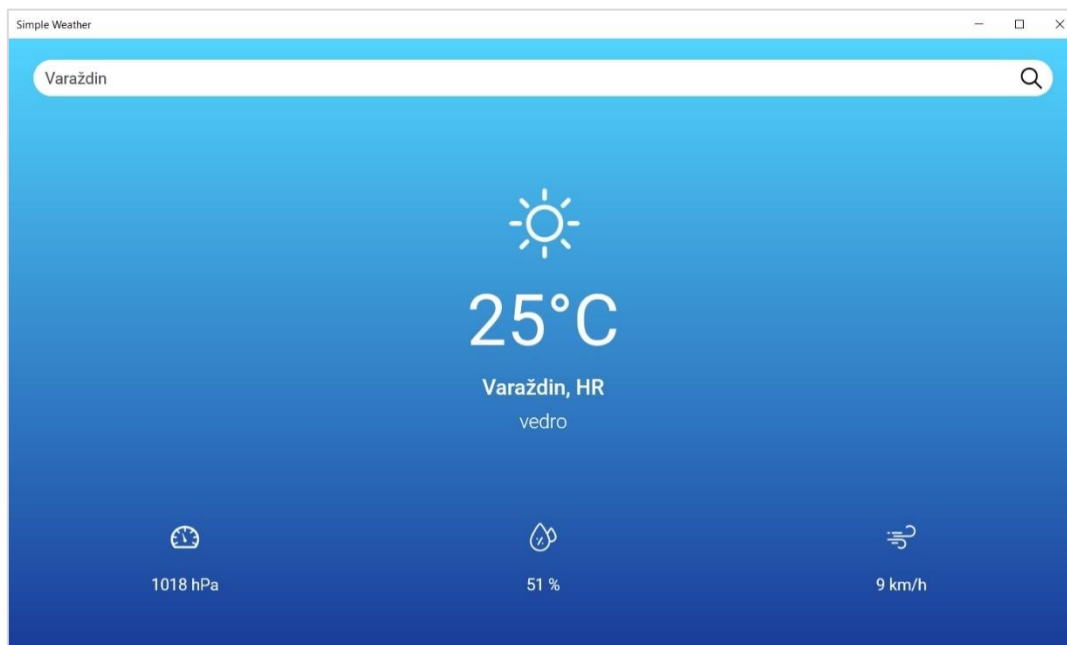 Simple Weather
Varaždin
25°C
Varaždin, HR
vedro
1018 hPa
51 %
9 km/h